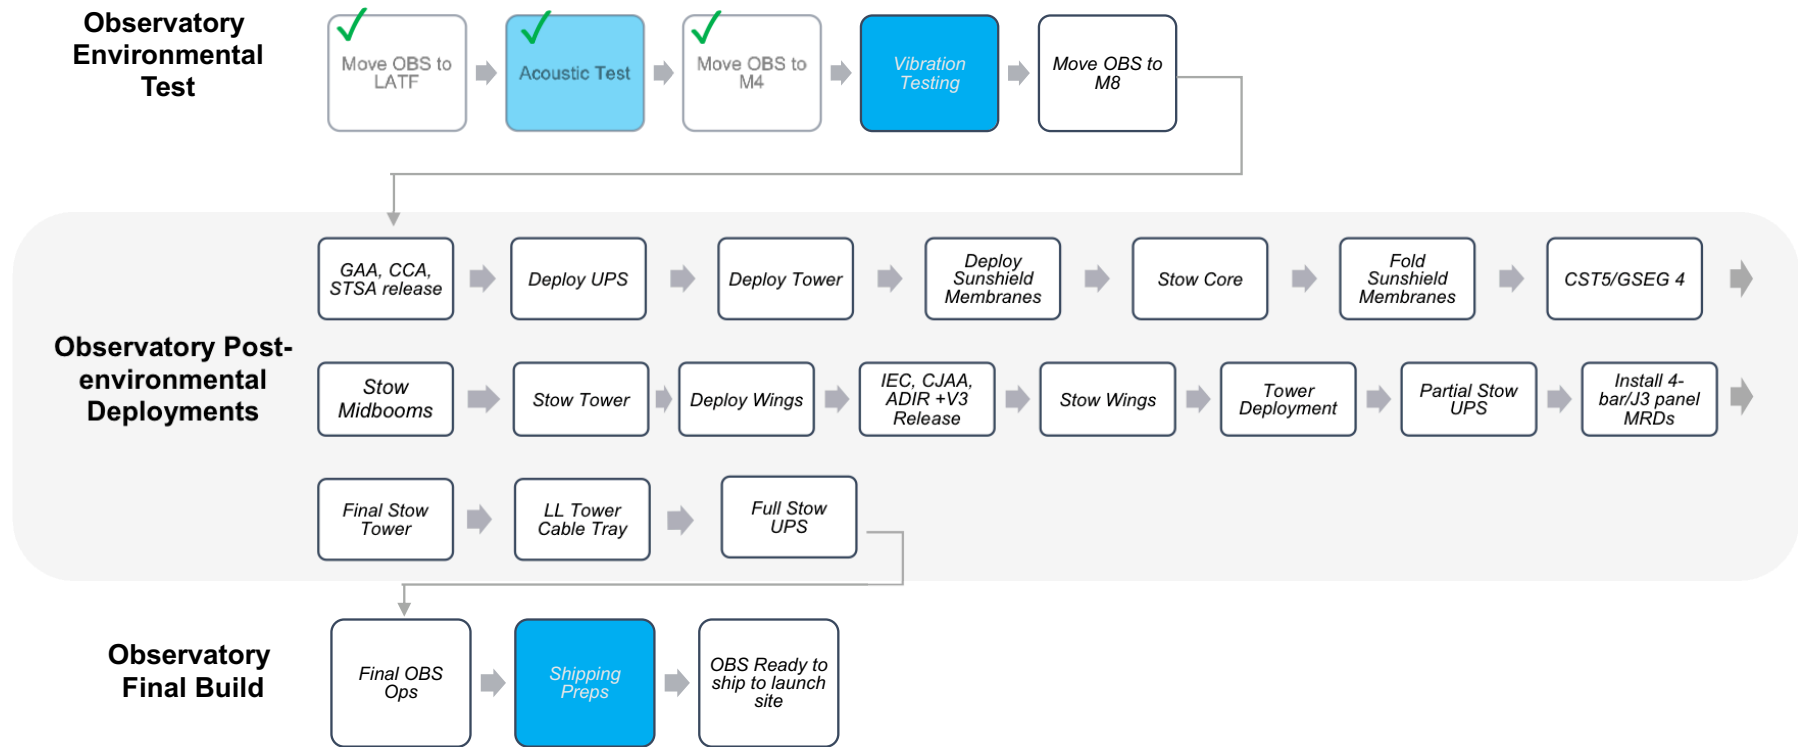 Observatory
Environmental
Test
Move OBS to
LATF
Acoustic Test
Move OBS to
M4
Vibration
Testing
Move OBS to
M8
Observatory Post-
environmental
Deployments
GAA, CCA,
STSA release
Deploy UPS
Deploy Tower
Deploy
Sunshield
Membranes
Stow Core
Fold
Sunshield
Membranes
CST5/GSEG 4
Stow
Midbooms
Stow Tower
Deploy Wings
IEC, CJAA,
ADIR +V3
Release
Stow Wings
Tower
Deployment
Partial Stow
UPS
Install 4-
bar/J3 panel
MRDs
Final Stow
Tower
LL Tower
Cable Tray
Full Stow
UPS
Observatory
Final Build
Final OBS
Ops
Shipping
Preps
OBS Ready to
ship to launch
site